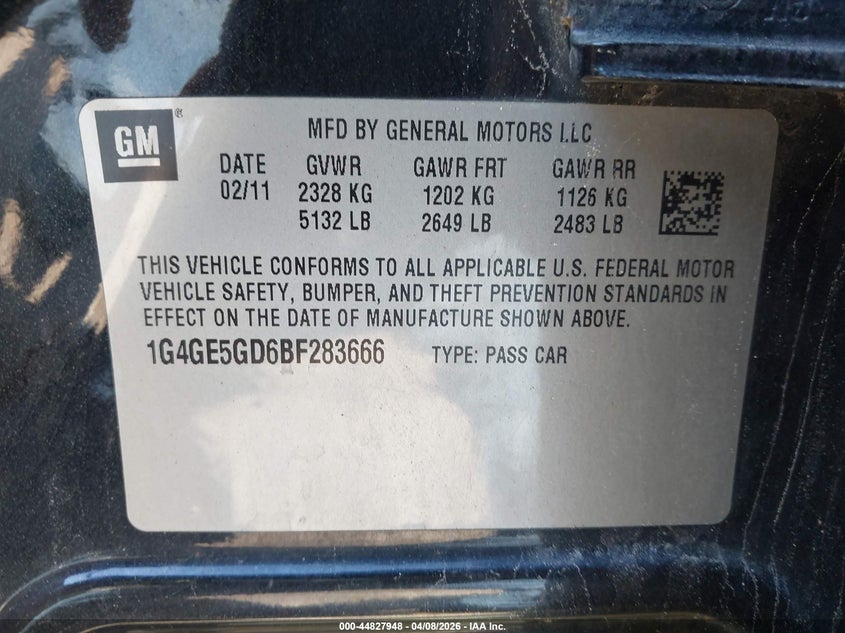 GM ®
MFD BY GENERAL MOTORS LLC
DATE GVWR GAWR FRT GAWR RR
02/11 2328 KG 1202 KG 1126 KG
5132 LB 2649 LB 2483 LB
THIS VEHICLE CONFORMS TO ALL APPLICABLE U.S. FEDERAL MOTOR
VEHICLE SAFETY, BUMPER, AND THEFT PREVENTION STANDARDS IN
EFFECT ON THE DATE OF MANUFACTURE SHOWN ABOVE.
1G4GE5GD6BF283666 TYPE: PASS CAR
000-44827948 - 04/08/2026 - IAA Inc.